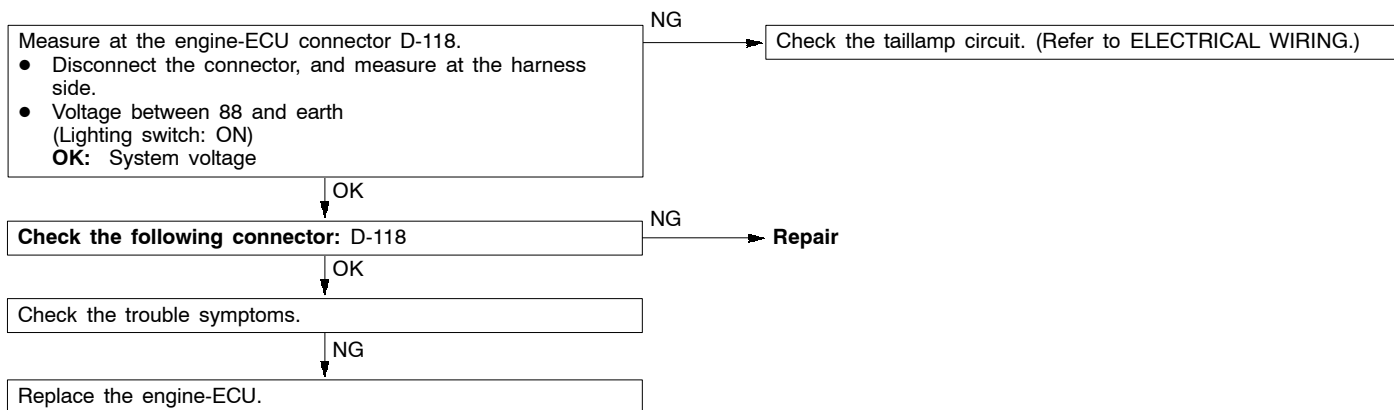 NG
Measure at the engine-ECU connector D-118.
● Disconnect the connector, and measure at the harness
side.
● Voltage between 88 and earth
(Lighting switch: ON)
OK: System voltage
Check the taillamp circuit. (Refer to ELECTRICAL WIRING.)
OK
NG
Check the following connector: D-118
Repair
OK
Check the trouble symptoms.
NG
Replace the engine-ECU.